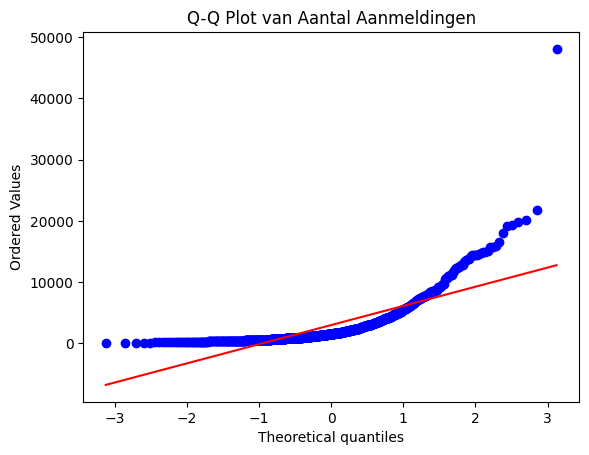 Q-Q Plot van Aantal Aanmeldingen
50000
40000
30000
20000
10000
0
Ordered Values
−3 −2 −1 0 1 2 3
Theoretical quantiles